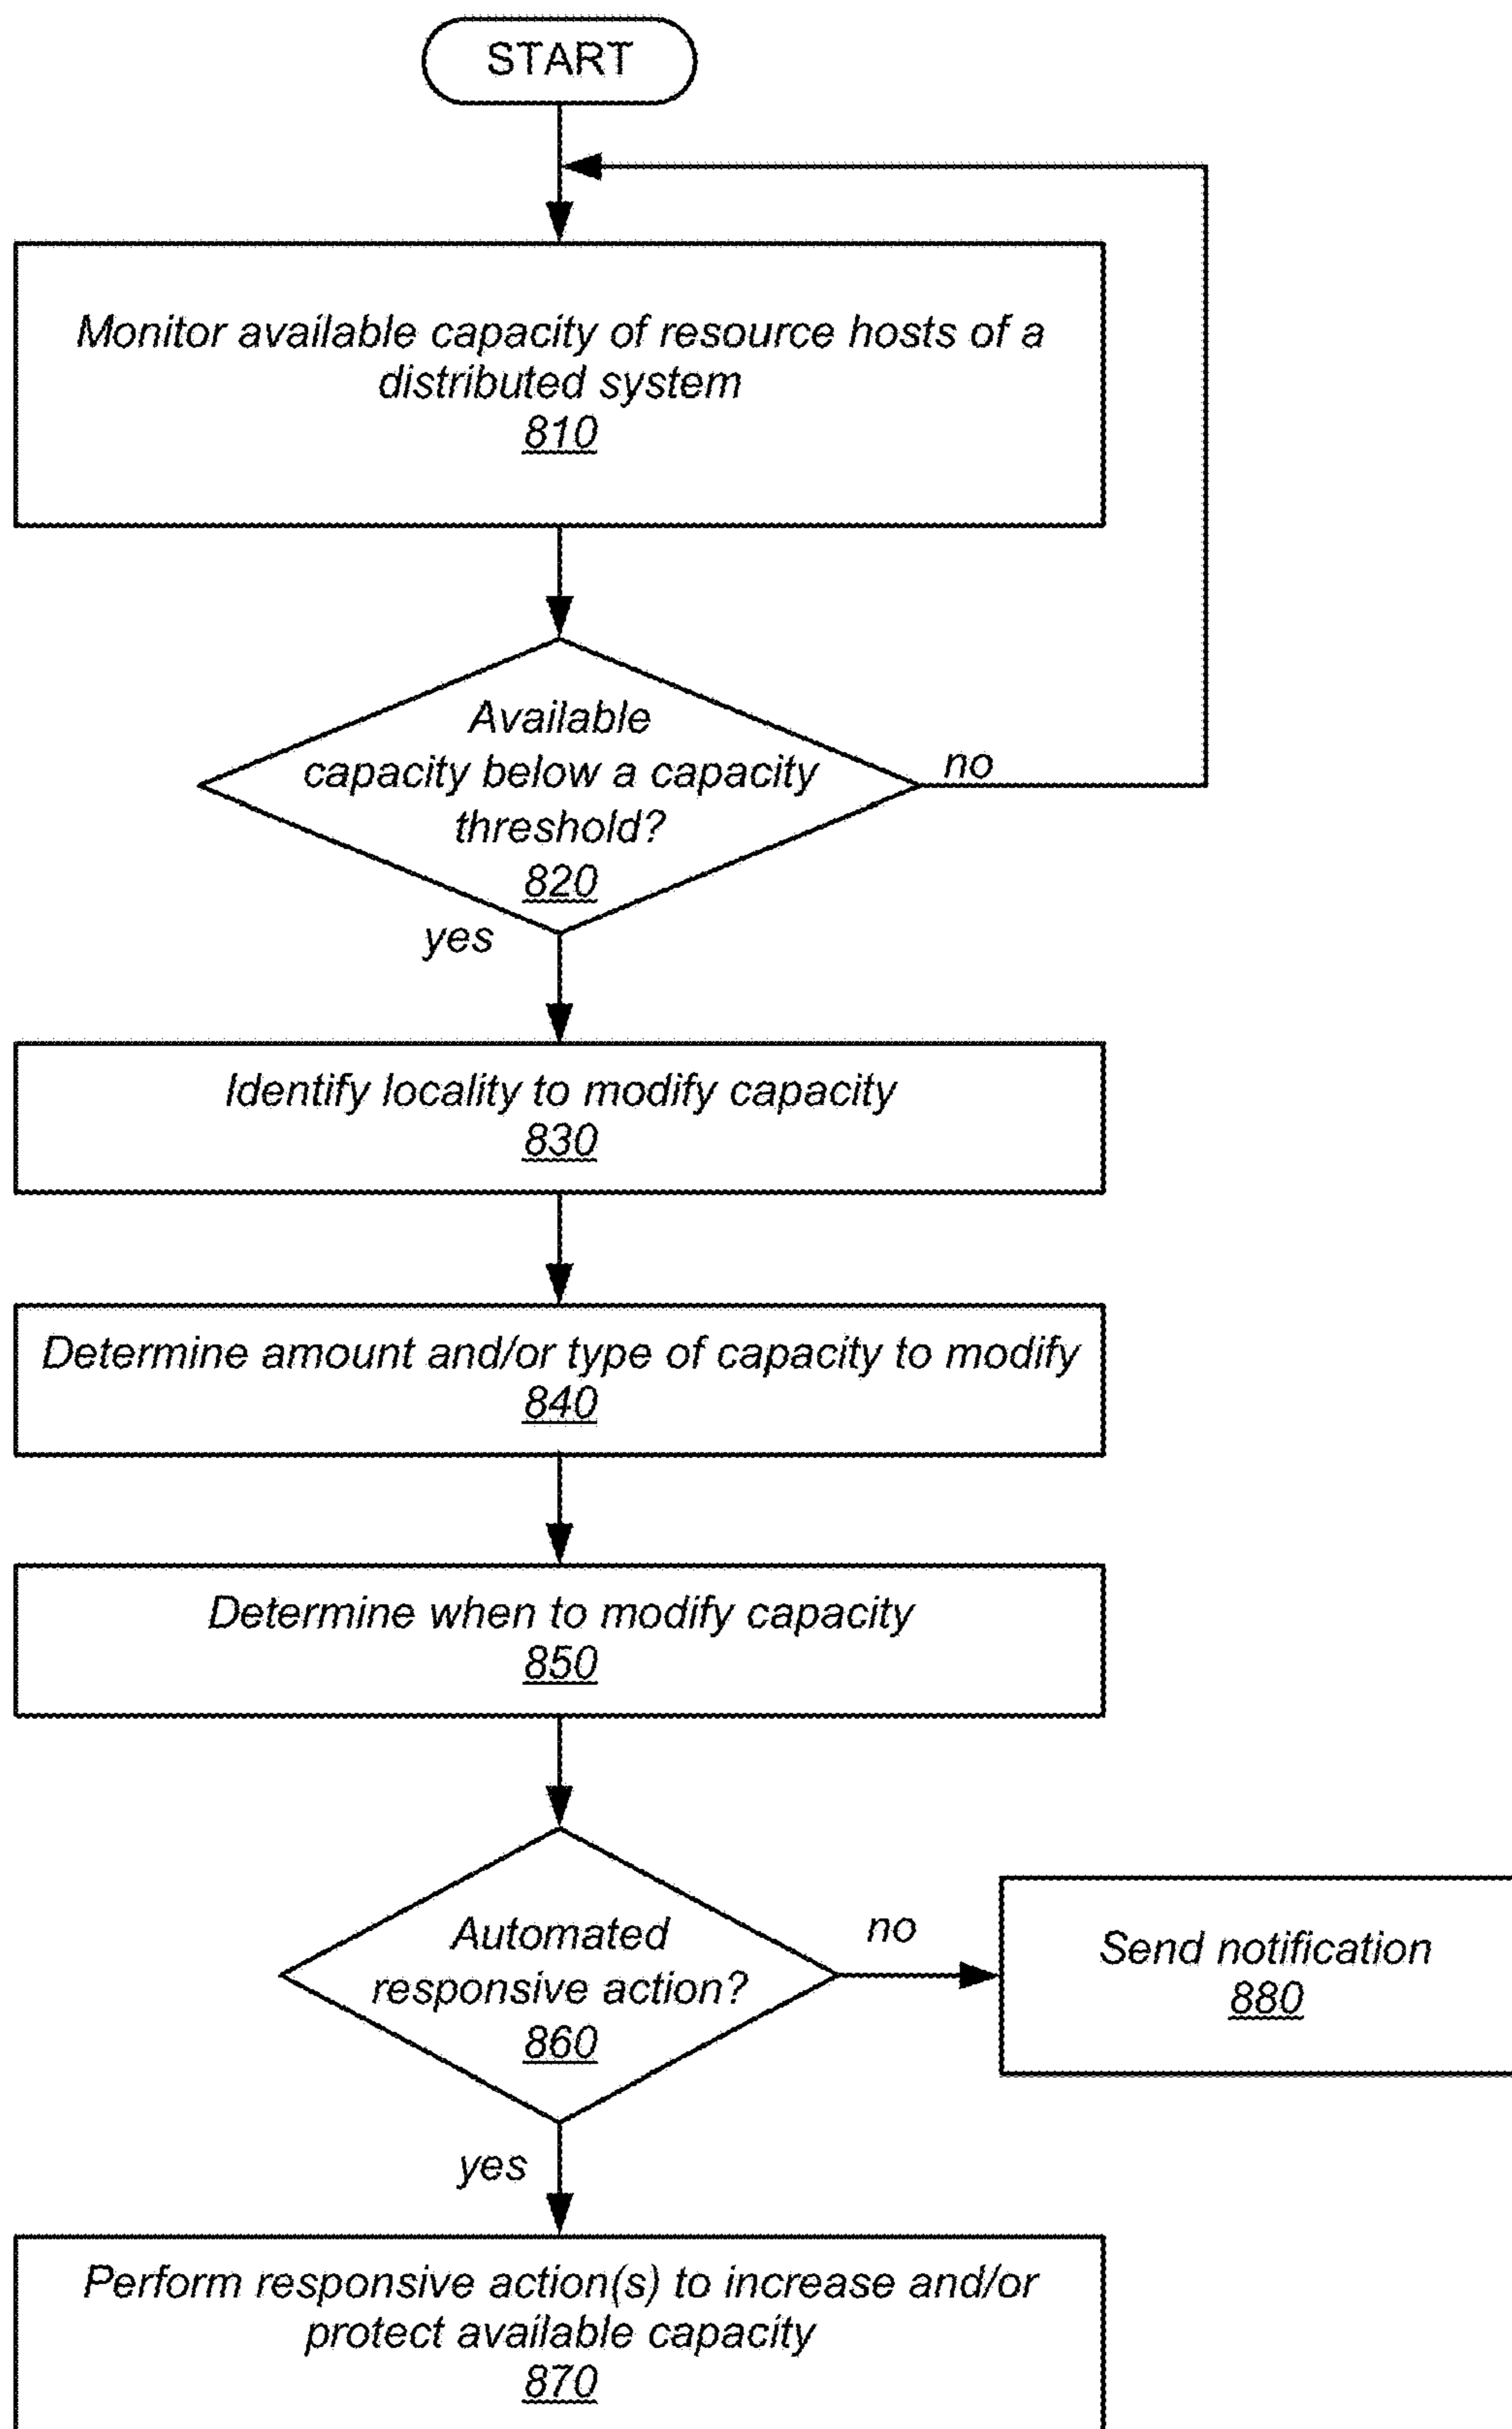 START
Monitor available capacity of resource hosts of a
distributed system
810
Available
capacity below a capacity
threshold?
820
no
yes
Identify locality to modify capacity
830
Determine amount and/or type of capacity to modify
840
Determine when to modify capacity
850
Automated
responsive action?
860
no
Send notification
880
yes
Perform responsive action(s) to increase and/or
protect available capacity
870